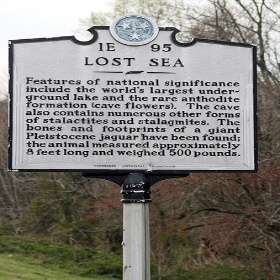 1E 95
LOST SEA
Features of national significance
include the world's largest under-
ground lake and the rare anthodite
formation (cave flowers). The cave
also contains numerous other forms
of stalactites and stalagmites. The
bones and footprints of a giant
Pleistocene jaguar have been found;
the animal measured approximately
8 feet long and weighed 500 pounds.